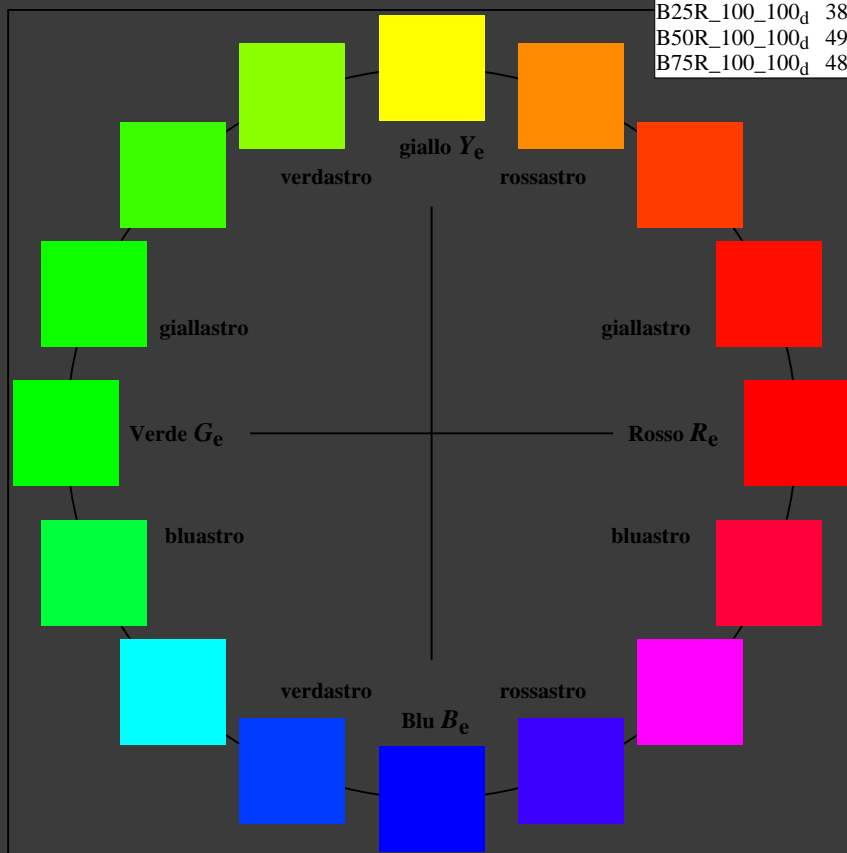 B25R_100_100d 38
B50R_100_100d 49
B75R_100_100d 48
giallo Ye
verdastro rossastro
giallastro giallastro
Verde Ge Rosso Re
bluastro bluastro
verdastro rossastro
Blu Be